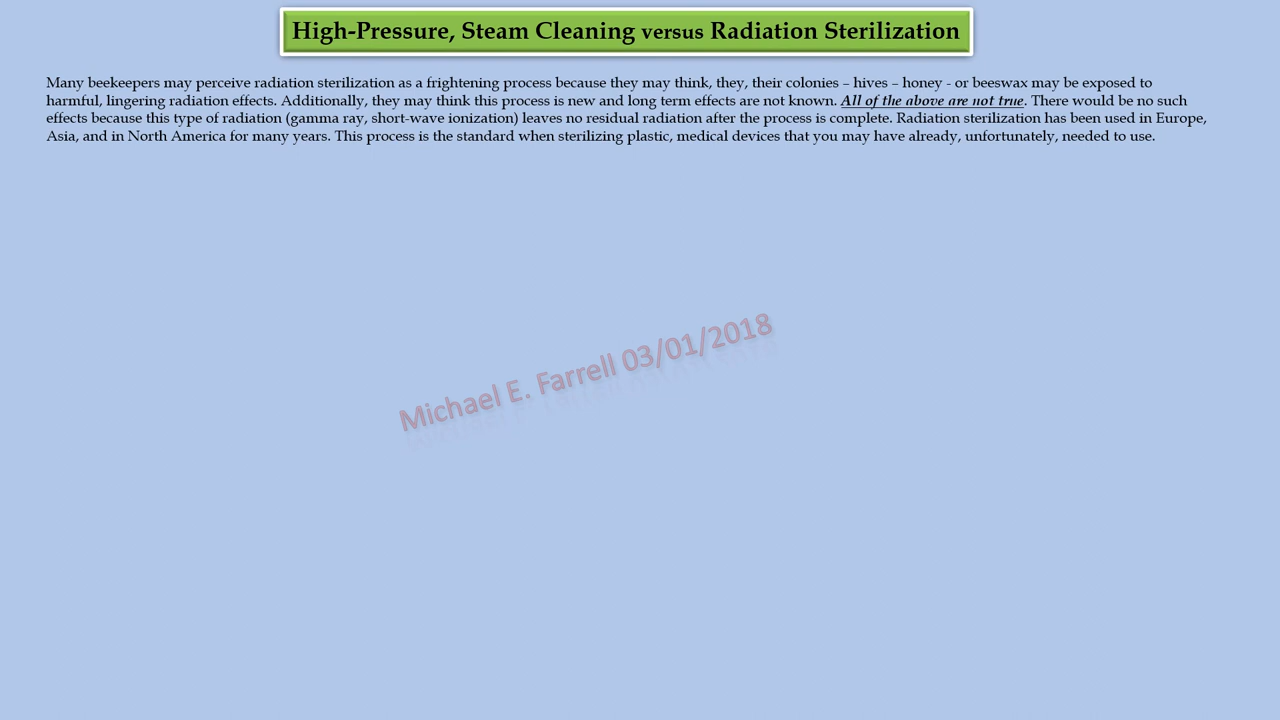 High-Pressure, Steam Cleaning versus Radiation Sterilization
Many beekeepers may perceive radiation sterilization as a frightening process because they may think, they, their colonies – hives – honey - or beeswax may be exposed to
harmful, lingering radiation effects. Additionally, they may think this process is new and long term effects are not known. All of the above are not true. There would be no such
effects because this type of radiation (gamma ray, short-wave ionization) leaves no residual radiation after the process is complete. Radiation sterilization has been used in Europe,
Asia, and in North America for many years. This process is the standard when sterilizing plastic, medical devices that you may have already, unfortunately, needed to use.
Michael E. Farrell 03/01/2018